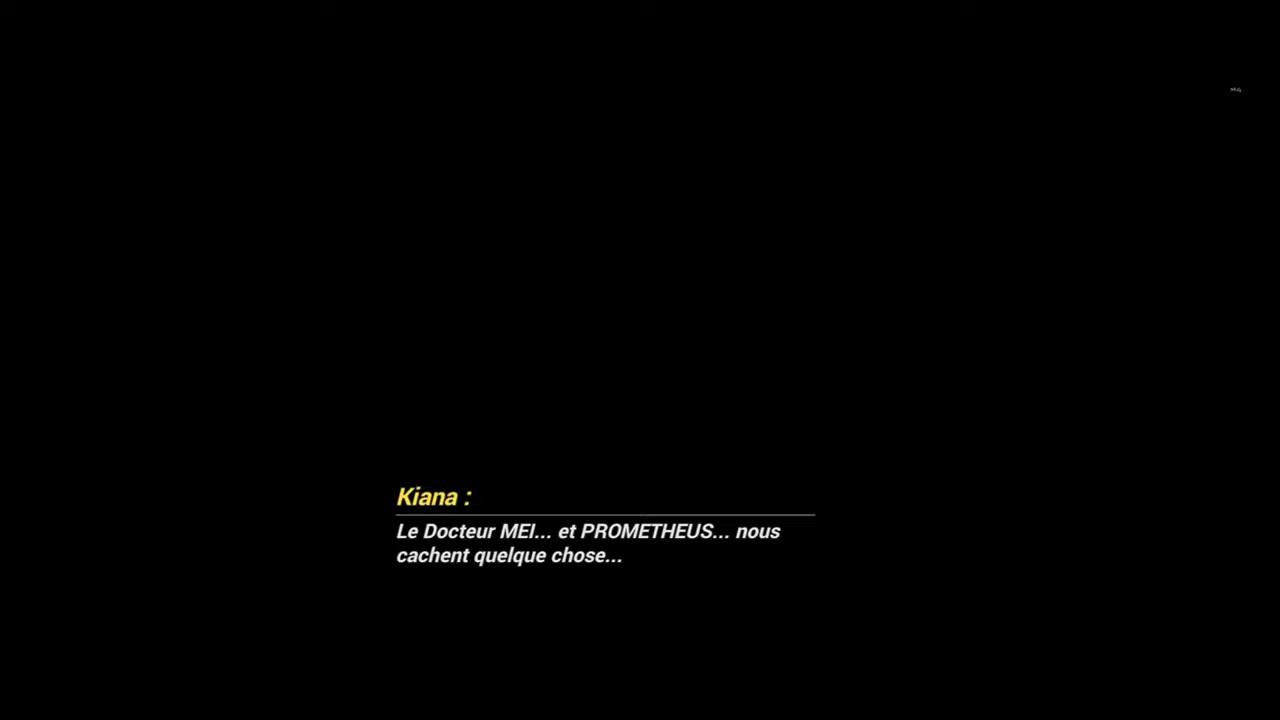 Kiana :
Le Docteur MEI... et PROMETHEUS... nous
cachent quelque chose...